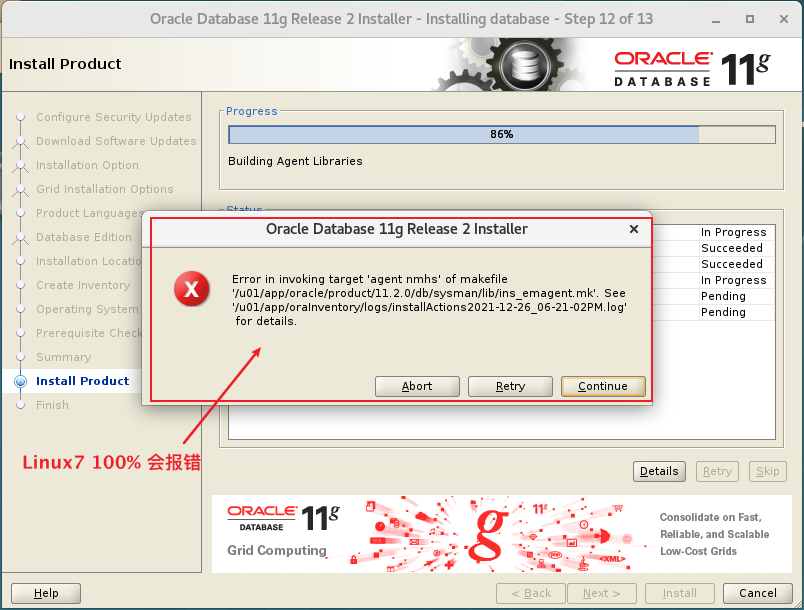 Oracle Database 11g Release 2 Installer - Installing database - Step 12 of 13
Install Product
ORACLE
DATABASE 11g
Configure Security Updates
Download Software Updates
Installation Option
Grid Installation Options
Product Languages
Database Edition
Installation Locatio
Create Inventory
Operating System
Prerequisite Check
Summary
Install Product
Finish
Progress
86%
Building Agent Libraries
Status
In Progress
Succeeded
Succeeded
In Progress
Pending
Pending
Oracle Database 11g Release 2 Installer
Error in invoking target 'agent nmhs' of makefile
'/u01/app/oracle/product/11.2.0/db/sysman/lib/ins_emagent.mk'. See
'/u01/app/oraInventory/logs/installActions2021-12-26_06-21-02PM.log'
for details.
Abort
Retry
Continue
Linux7 100% 会报错
Details
Retry
Skip
ORACLE
DATABASE 11g
Grid Computing
11g
g
<XML>
Consolidate on Fast,
Reliable, and Scalable
Low-Cost Grids
Help
< Back
Next >
Install
Cancel